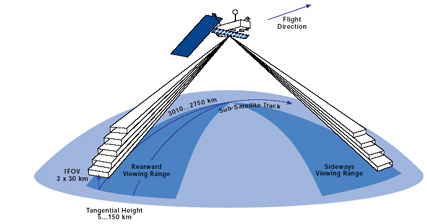 Flight
Direction
3010...2750 km
Sub-Satellite Track
IFOV
3 x 30 km
Rearward
Viewing Range
Sideways
Viewing Range
Tangential Height
5...150 km